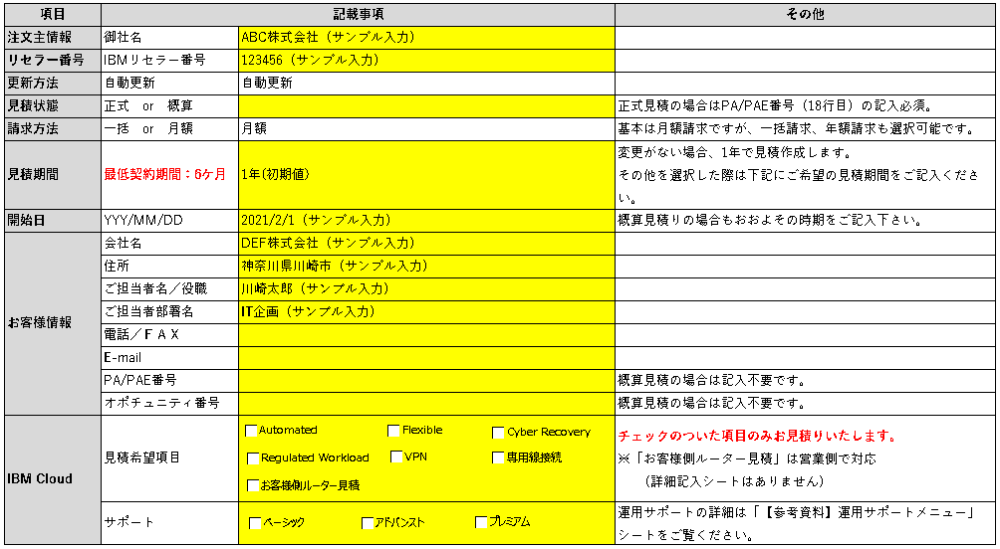 項目 記載事項 その他
注文主情報 御社名 ABC株式会社（サンプル入力）
リセラー番号 IBMリセラー番号 123456（サンプル入力）
更新方法 自動更新 自動更新
見積状態 正式　or　概算 正式見積の場合はPA/PAE番号（18行目）の記入必須。
請求方法 一括　or　月額 月額 基本は月額請求ですが、一括請求、年額請求も選択可能です。
見積期間 最低契約期間：6ケ月 1年(初期値)
変更がない場合、1年で見積作成します。
その他を選択した際は下記にご希望の見積期間をご記入くださ
い。
開始日 YYY/MM/DD 2021/2/1（サンプル入力） 概算見積りの場合もおおよその時期をご記入下さい。
お客様情報
会社名 DEF株式会社（サンプル入力）
住所 神奈川県川崎市（サンプル入力）
ご担当者名／役職 川崎太郎（サンプル入力）
ご担当者部署名 IT企画（サンプル入力）
電話／ＦＡＸ
E-mail
PA/PAE番号 概算見積の場合は記入不要です。
オポチュニティ番号 概算見積の場合は記入不要です。
IBM Cloud
見積希望項目
Automated Flexible Cyber Recovery
Regulated Workload VPN 専用線接続
お客様側ルーター見積
チェックのついた項目のみお見積りいたします。
※「お客様側ルーター見積」は営業側で対応
（詳細記入シートはありません）
サポート ベーシック アドバンスト プレミアム
運用サポートの詳細は「【参考資料】運用サポートメニュー」
シートをご覧ください。